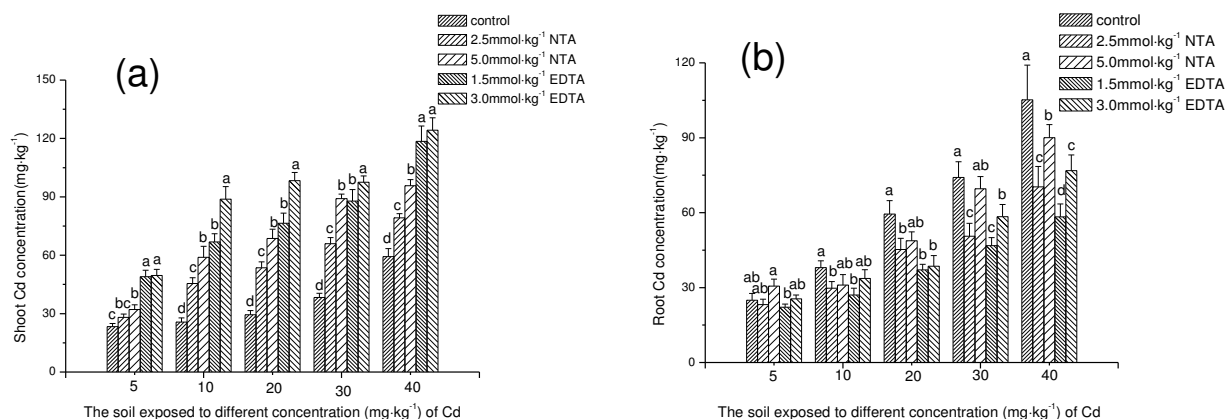 (a)
control
2.5mmol·kg⁻¹ NTA
5.0mmol·kg⁻¹ NTA
1.5mmol·kg⁻¹ EDTA
3.0mmol·kg⁻¹ EDTA
Shoot Cd concentration(mg·kg⁻¹)
150
120
90
60
30
0
c bc c a a
d c b b a
d c b b a
d c b b a
d c b a a
5 10 20 30 40
The soil exposed to different concentration (mg·kg⁻¹) of Cd
(b)
control
2.5mmol·kg⁻¹ NTA
5.0mmol·kg⁻¹ NTA
1.5mmol·kg⁻¹ EDTA
3.0mmol·kg⁻¹ EDTA
Root Cd concentration(mg·kg⁻¹)
120
90
60
30
0
ab ab a b ab
a b ab b ab
a b ab b b
a c ab c b
a c b d c
5 10 20 30 40
The soil exposed to different concentration (mg·kg⁻¹) of Cd